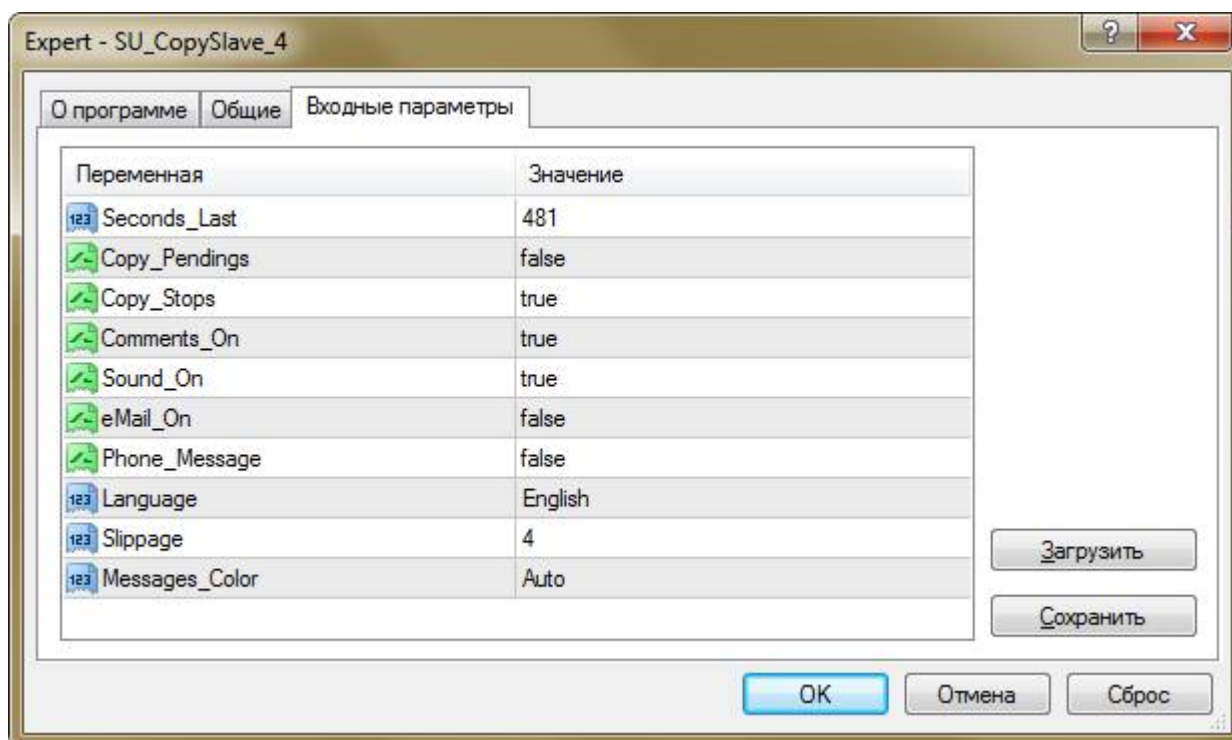 Expert - SU_CopySlave_4
О программе Общие Входные параметры
Переменная Значение
Seconds_Last 481
Copy_Pendings false
Copy_Stops true
Comments_On true
Sound_On true
eMail_On false
Phone_Message false
Language English
Slippage 4
Messages_Color Auto
Загрузить
Сохранить
OK Отмена Сброс